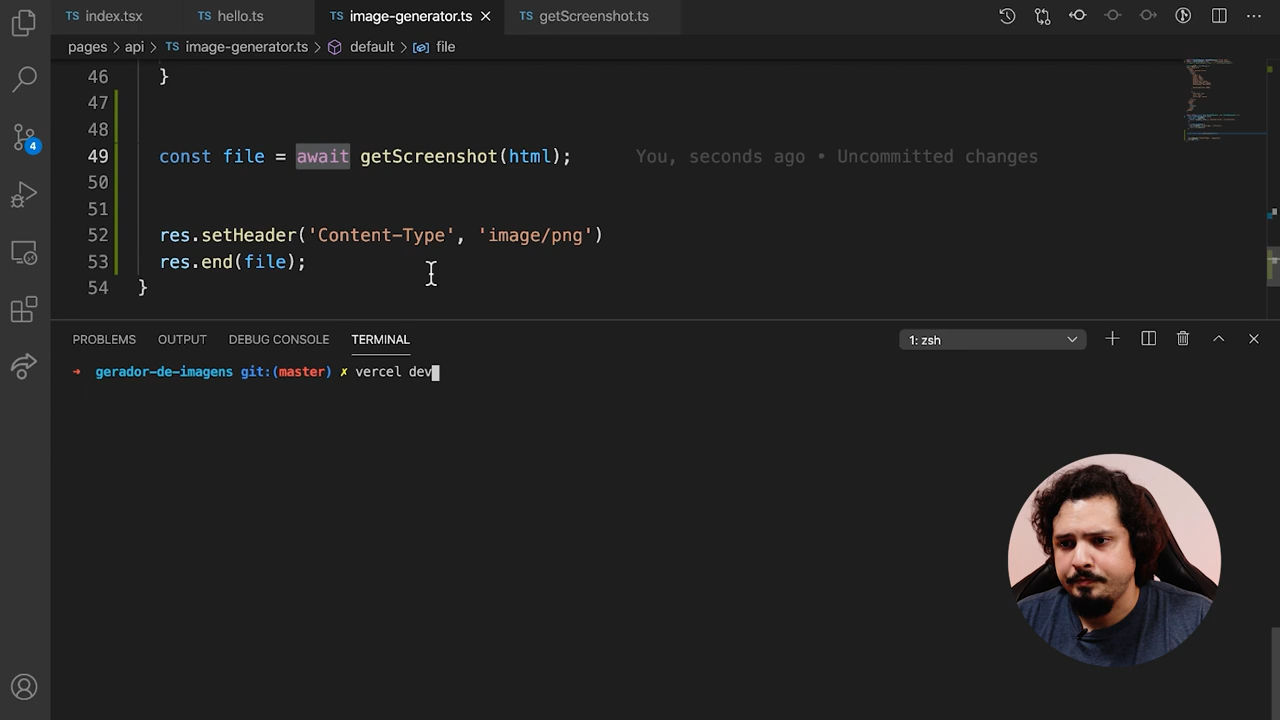 index.tsx
TS hello.ts
TS image-generator.ts
TS getScreenshot.ts
pages > api > TS image-generator.ts > default > file
46 }
47
48
49 const file = await getScreenshot(html); You, seconds ago • Uncommitted changes
50
51
52 res.setHeader('Content-Type', 'image/png')
53 res.end(file);
54 }
4
PROBLEMS OUTPUT DEBUG CONSOLE TERMINAL
1: zsh
➜ gerador-de-imagens git:(master) ✗ vercel dev